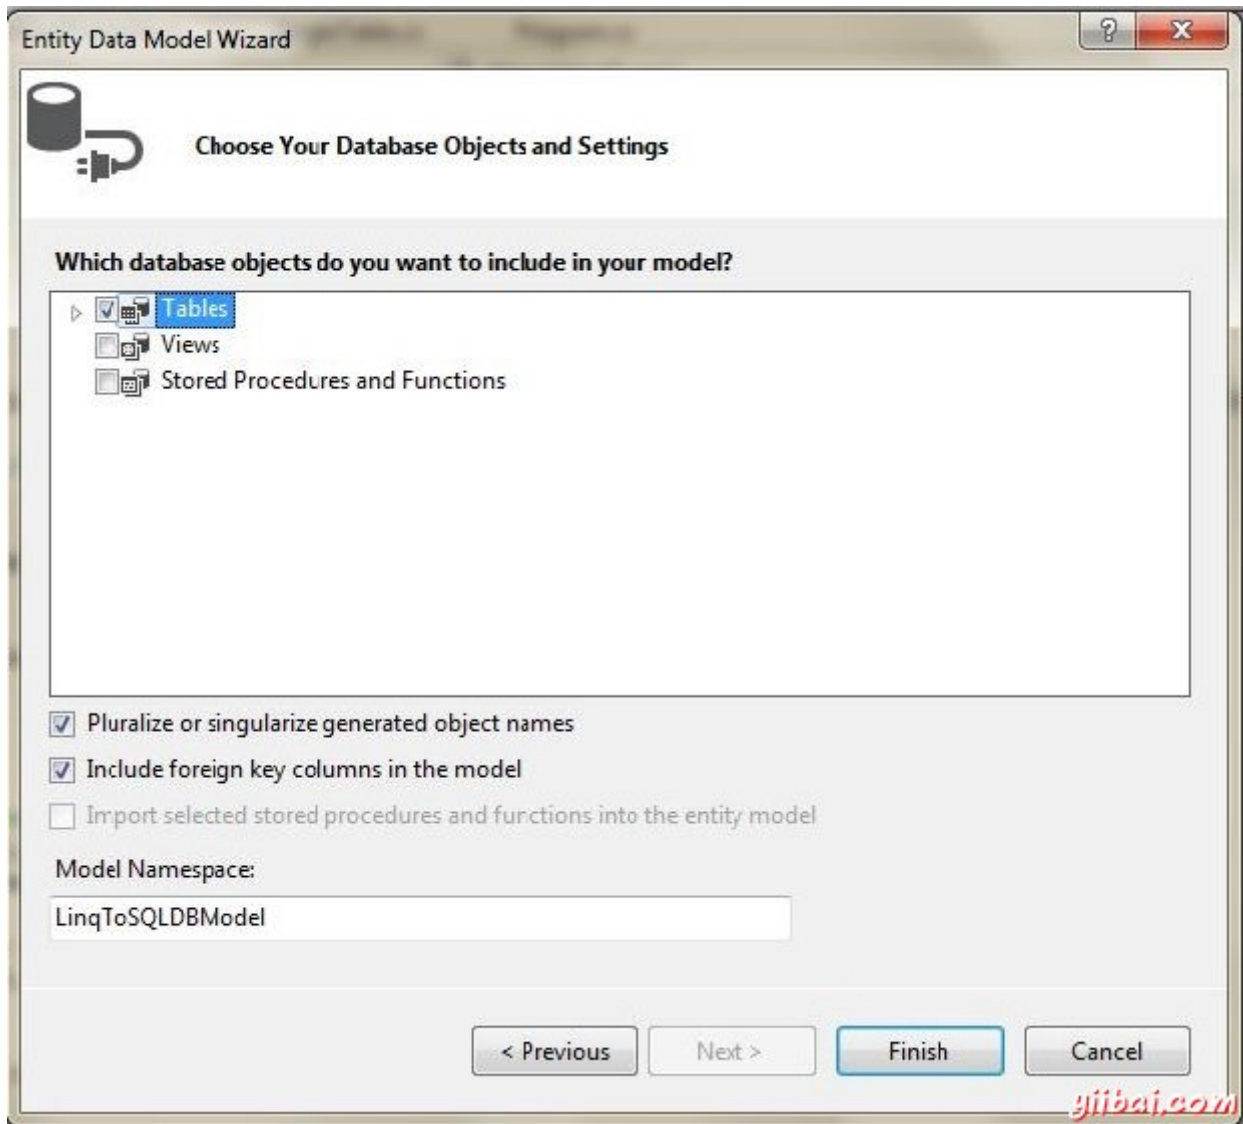 Entity Data Model Wizard
Choose Your Database Objects and Settings
Which database objects do you want to include in your model?
Tables
Views
Stored Procedures and Functions
Pluralize or singularize generated object names
Include foreign key columns in the model
Import selected stored procedures and functions into the entity model
Model Namespace:
LinqToSQLDBModel
< Previous Next > Finish Cancel
yiibai.com